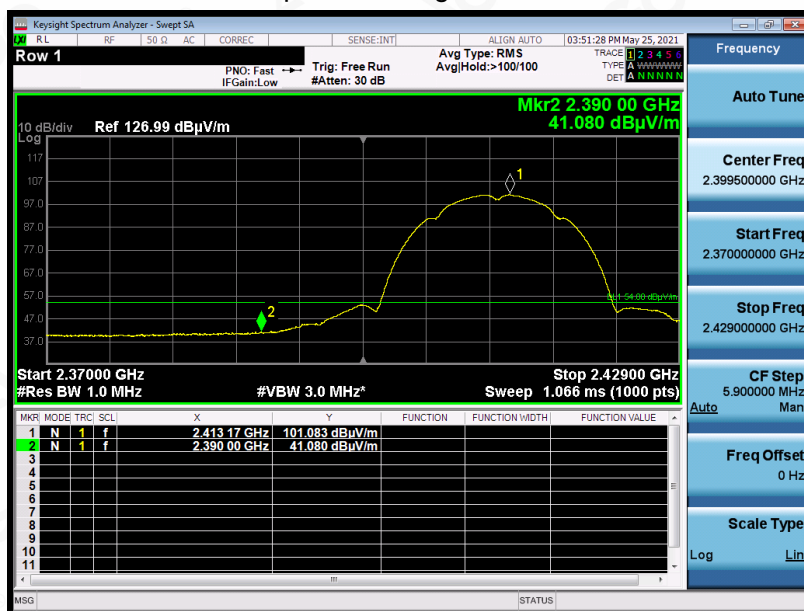 Keysight Spectrum Analyzer - Swept SA
LXI RL RF 50 Ω AC CORREC SENSE:INT ALIGN AUTO 03:51:28 PM May 25, 2021
Row 1
PNO: Fast
IFGain:Low
Trig: Free Run
#Atten: 30 dB
Avg Type: RMS
Avg|Hold:>100/100
TRACE 1 2 3 4 5 6
TYPE A WWWWW
DET A N N N N N
Mkr2 2.390 00 GHz
41.080 dBµV/m
10 dB/div Ref 126.99 dBµV/m
Log
117
107
97.0
87.0
77.0
67.0
57.0
47.0
37.0
1
2
DL1 54.00 dBµV/m
Start 2.37000 GHz Stop 2.42900 GHz
#Res BW 1.0 MHz #VBW 3.0 MHz* Sweep 1.066 ms (1000 pts)
MKR MODE TRC SCL X Y FUNCTION FUNCTION WIDTH FUNCTION VALUE
1 N 1 f 2.413 17 GHz 101.083 dBµV/m
2 N 1 f 2.390 00 GHz 41.080 dBµV/m
3
4
5
6
7
8
9
10
11
MSG STATUS
Frequency
Auto Tune
Center Freq
2.399500000 GHz
Start Freq
2.370000000 GHz
Stop Freq
2.429000000 GHz
CF Step
5.900000 MHz
Auto Man
Freq Offset
0 Hz
Scale Type
Log Lin